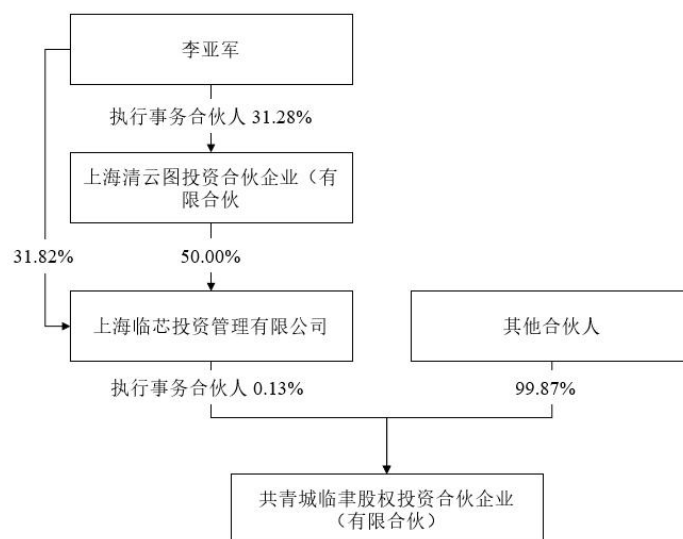 李亚军
执行事务合伙人 31.28%
上海清云图投资合伙企业（有
限合伙
31.82%
50.00%
上海临芯投资管理有限公司
其他合伙人
执行事务合伙人 0.13%
99.87%
共青城临聿股权投资合伙企业
（有限合伙）